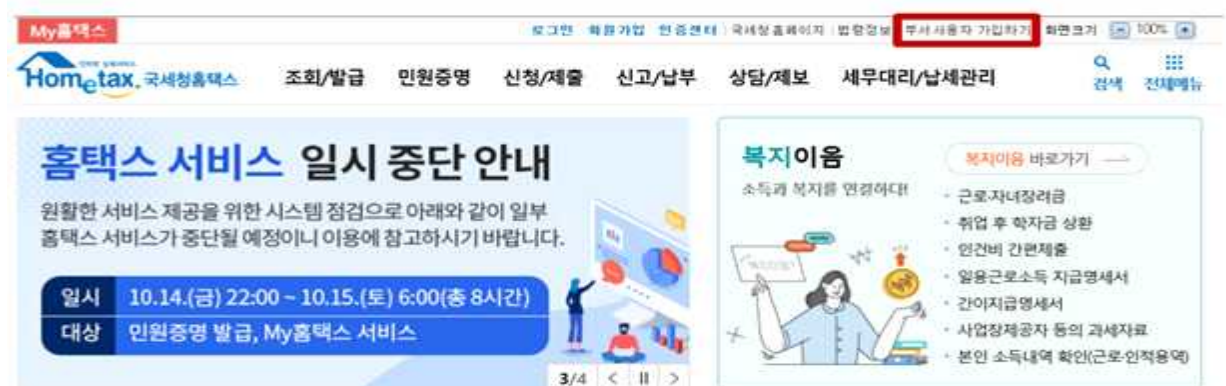 My홈택스
로그인 회원가입 인증센터 국세청홈페이지 법령정보 부서사용자 가입하기 화면크기 100%
Hometax. 국세청홈택스 조회/발급 민원증명 신청/제출 신고/납부 상담/제보 세무대리/납세관리 검색 전체메뉴
홈택스 서비스 일시 중단 안내
원활한 서비스 제공을 위한 시스템 점검으로 아래와 같이 일부
홈택스 서비스가 중단될 예정이니 이용에 참고하시기 바랍니다.
일시 10.14.(금) 22:00 ~ 10.15.(토) 6:00(총 8시간)
대상 민원증명 발급, My홈택스 서비스
3/4
복지이음
복지이음 바로가기
소득과 복지를 연결하다!
· 근로·자녀장려금
· 취업 후 학자금 상환
· 인건비 간편제출
· 일용근로소득 지급명세서
· 간이지급명세서
· 사업장제공자 등의 과세자료
· 본인 소득내역 확인(근로·인적용역)